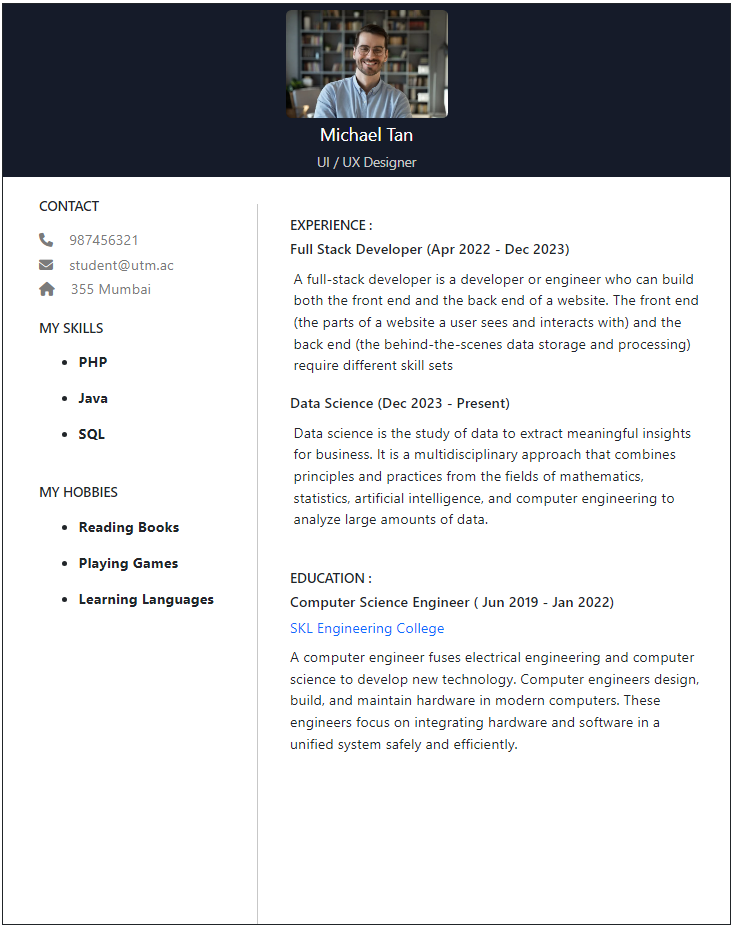 Michael Tan
UI / UX Designer
CONTACT
987456321
student@utm.ac
355 Mumbai
MY SKILLS
PHP
Java
SQL
MY HOBBIES
Reading Books
Playing Games
Learning Languages
EXPERIENCE :
Full Stack Developer (Apr 2022 - Dec 2023)
A full-stack developer is a developer or engineer who can build
both the front end and the back end of a website. The front end
(the parts of a website a user sees and interacts with) and the
back end (the behind-the-scenes data storage and processing)
require different skill sets
Data Science (Dec 2023 - Present)
Data science is the study of data to extract meaningful insights
for business. It is a multidisciplinary approach that combines
principles and practices from the fields of mathematics,
statistics, artificial intelligence, and computer engineering to
analyze large amounts of data.
EDUCATION :
Computer Science Engineer ( Jun 2019 - Jan 2022)
SKL Engineering College
A computer engineer fuses electrical engineering and computer
science to develop new technology. Computer engineers design,
build, and maintain hardware in modern computers. These
engineers focus on integrating hardware and software in a
unified system safely and efficiently.